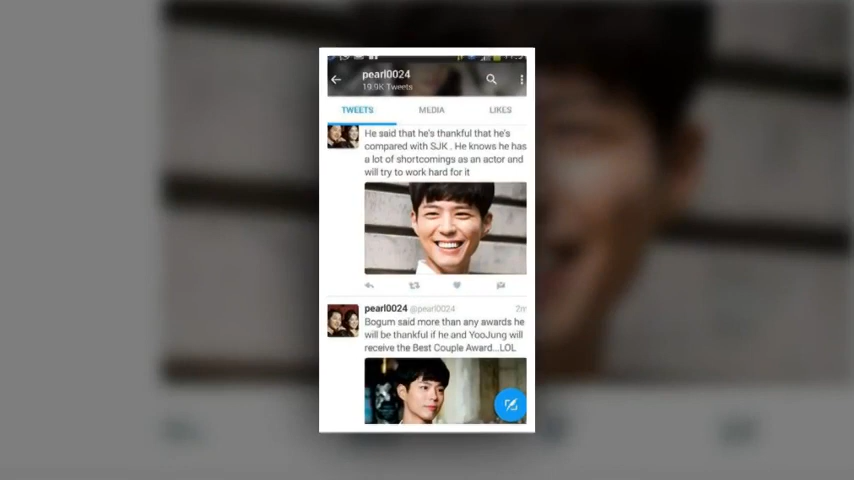 pearl0024
19.9K Tweets
TWEETS
MEDIA
LIKES
He said that he's thankful that he's
compared with SJK . He knows he has
a lot of shortcomings as an actor and
will try to work hard for it
pearl0024 @pearl0024
2m
Bogum said more than any awards he
will be thankful if he and YooJung will
receive the Best Couple Award...LOL